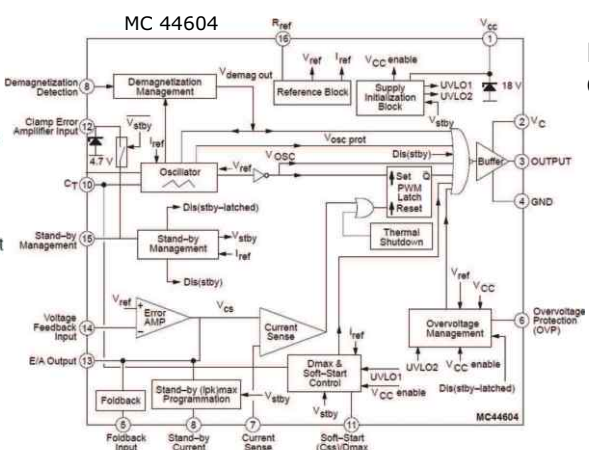 MC 44604
Rref
16
Vcc
1
Vref
Iref
VCC enable
Demagnetization
Detection
8
Demagnetization
Management
Vdemag out
Reference Block
Supply
Initialization
Block
UVLO1
UVLO2
18 V
Clamp Error
Amplifier Input
12
Vstby
Vstby
2
VC
4.7 V
Iref
Vosc prot
Oscillator
Vref
VOSC
Dis(stby)
Buffer
3
OUTPUT
CT
10
Set
Q
PWM
Latch
Reset
4
GND
Dis(stby-latched)
Thermal
Shutdown
Stand-by
Management
15
Stand-by
Management
Vstby
Iref
Dis(stby)
Vref
VCC
Voltage
Feedback
Input
14
Vref
Error
AMP
Vcs
Current
Sense
Overvoltage
Management
6
Overvoltage
Protection
(OVP)
E/A Output
13
Iref
Dmax &
Soft-Start
Control
UVLO1
VCC enable
UVLO2
VCC enable
Dis(stby-latched)
Foldback
Stand-by (Ipk)max
Programmation
Vstby
Vstby
MC44604
5
8
7
11
Foldback
Input
Stand-by
Current
Current
Sense
Soft-Start
(Css)/Dmax